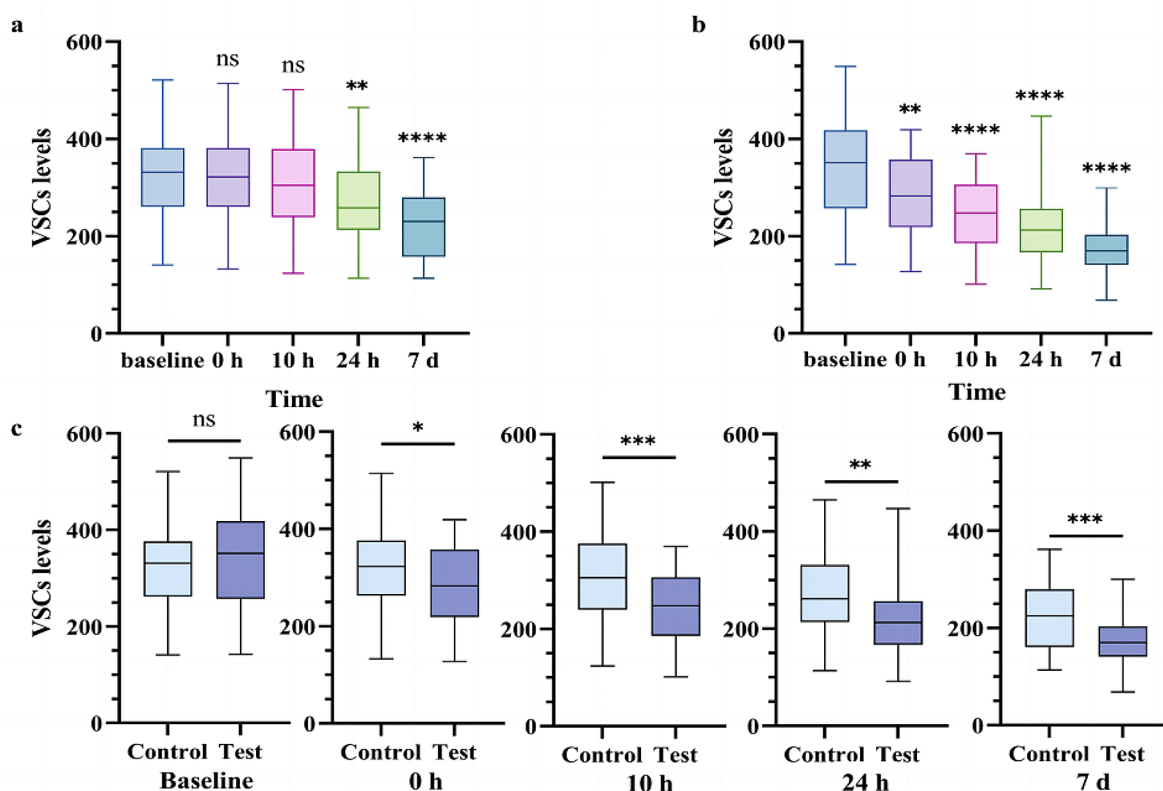 a
600
400
200
0
VSCs levels
ns
ns
**
****
baseline 0 h 10 h 24 h 7 d
Time
b
600
400
200
0
VSCs levels
**
****
****
****
baseline 0 h 10 h 24 h 7 d
Time
c
600
400
200
0
VSCs levels
ns
Control Test
Baseline
600
400
200
0
*
Control Test
0 h
600
400
200
0
***
Control Test
10 h
600
400
200
0
**
Control Test
24 h
600
400
200
0
***
Control Test
7 d